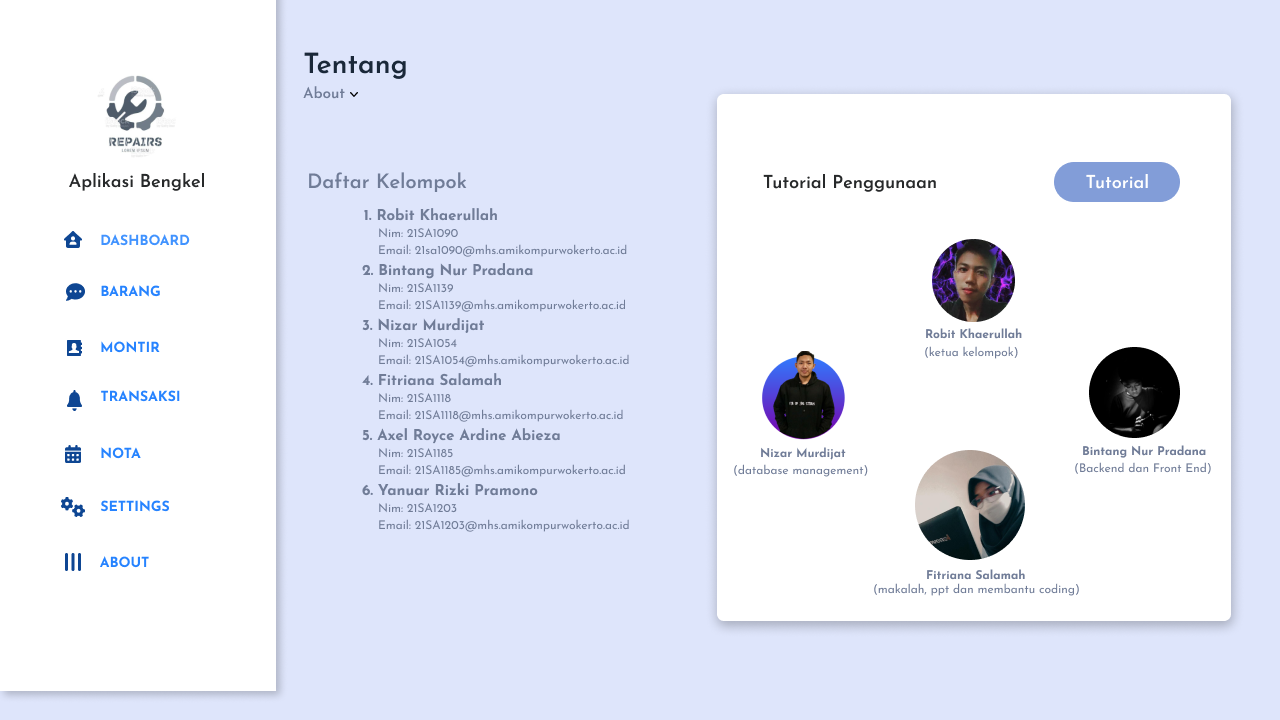 REPAIRS
LOREM IPSUM
Aplikasi Bengkel
DASHBOARD
BARANG
MONTIR
TRANSAKSI
NOTA
SETTINGS
ABOUT
Tentang
About
Daftar Kelompok
1. Robit Khaerullah
Nim: 21SA1090
Email: 21sa1090@mhs.amikompurwokerto.ac.id
2. Bintang Nur Pradana
Nim: 21SA1139
Email: 21SA1139@mhs.amikompurwokerto.ac.id
3. Nizar Murdijat
Nim: 21SA1054
Email: 21SA1054@mhs.amikompurwokerto.ac.id
4. Fitriana Salamah
Nim: 21SA1118
Email: 21SA1118@mhs.amikompurwokerto.ac.id
5. Axel Royce Ardine Abieza
Nim: 21SA1185
Email: 21SA1185@mhs.amikompurwokerto.ac.id
6. Yanuar Rizki Pramono
Nim: 21SA1203
Email: 21SA1203@mhs.amikompurwokerto.ac.id
Tutorial Penggunaan
Tutorial
Robit Khaerullah
(ketua kelompok)
Nizar Murdijat
(database management)
Bintang Nur Pradana
(Backend dan Front End)
Fitriana Salamah
(makalah, ppt dan membantu coding)